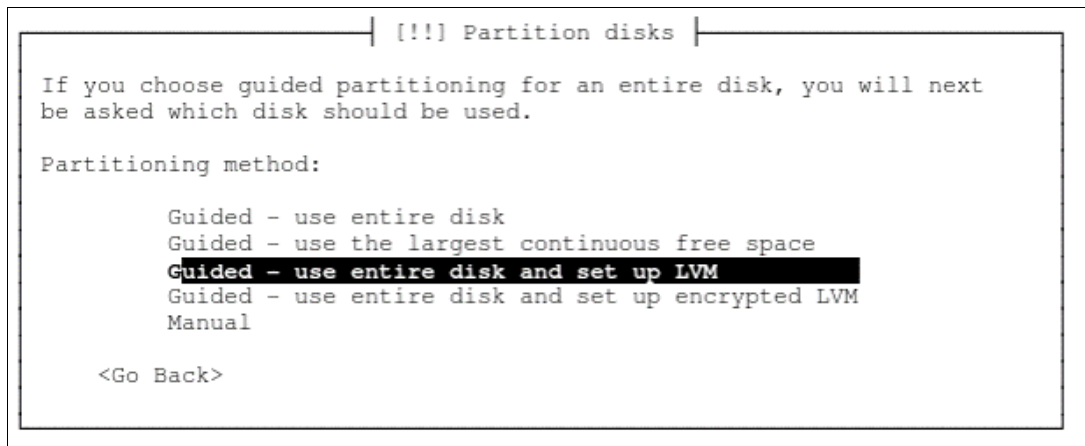 [!!] Partition disks
If you choose guided partitioning for an entire disk, you will next
be asked which disk should be used.
Partitioning method:
Guided - use entire disk
Guided - use the largest continuous free space
Guided - use entire disk and set up LVM
Guided - use entire disk and set up encrypted LVM
Manual
<Go Back>